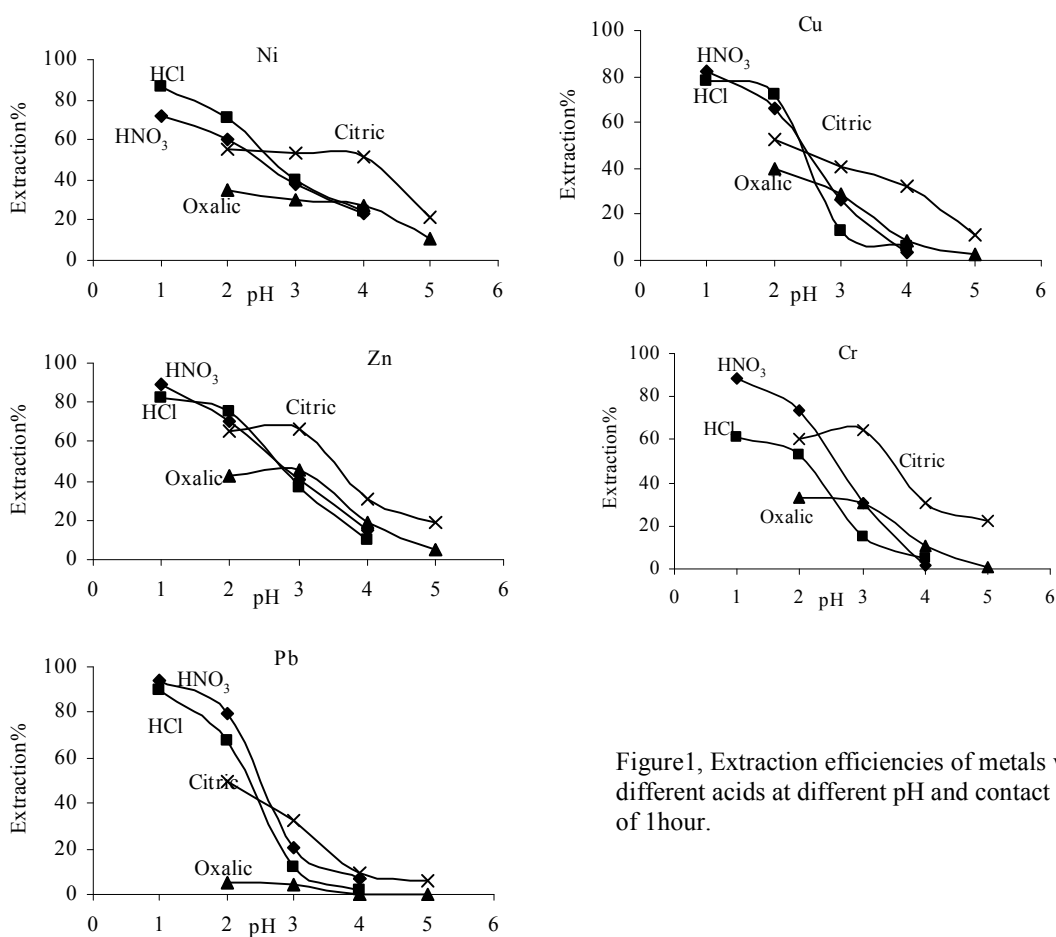 Ni
Extraction%
100
80
60
40
20
0
HCl
HNO₃
Citric
Oxalic
0 1 2 3 4 5 6
pH
Cu
Extraction%
100
80
60
40
20
0
HNO₃
HCl
Citric
Oxalic
0 1 2 3 4 5 6
pH
Zn
Extraction%
100
80
60
40
20
0
HNO₃
HCl
Citric
Oxalic
0 1 2 3 4 5 6
pH
Cr
Extraction%
100
80
60
40
20
0
HNO₃
HCl
Citric
Oxalic
0 1 2 3 4 5 6
pH
Pb
Extraction%
100
80
60
40
20
0
HNO₃
HCl
Citric
Oxalic
0 1 2 3 4 5 6
pH
Figure1, Extraction efficiencies of metals
different acids at different pH and contact
of 1hour.